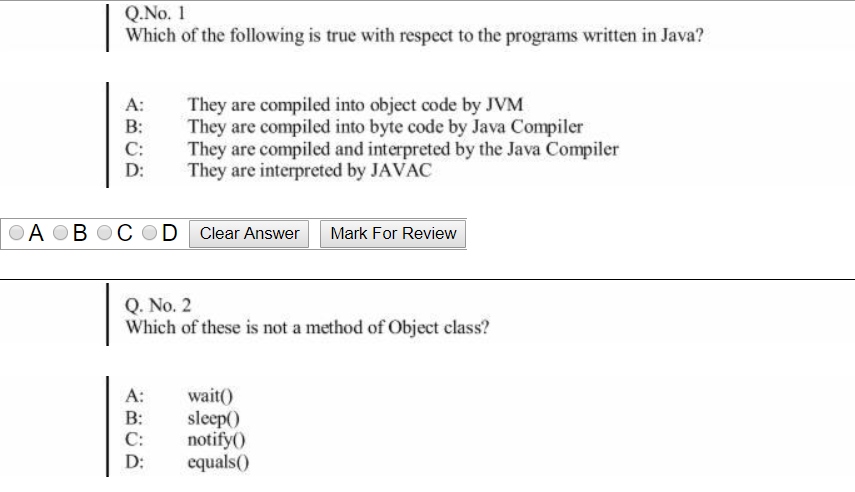 Q.No. 1
Which of the following is true with respect to the programs written in Java?
A: They are compiled into object code by JVM
B: They are compiled into byte code by Java Compiler
C: They are compiled and interpreted by the Java Compiler
D: They are interpreted by JAVAC
A B C D Clear Answer Mark For Review
Q. No. 2
Which of these is not a method of Object class?
A: wait()
B: sleep()
C: notify()
D: equals()